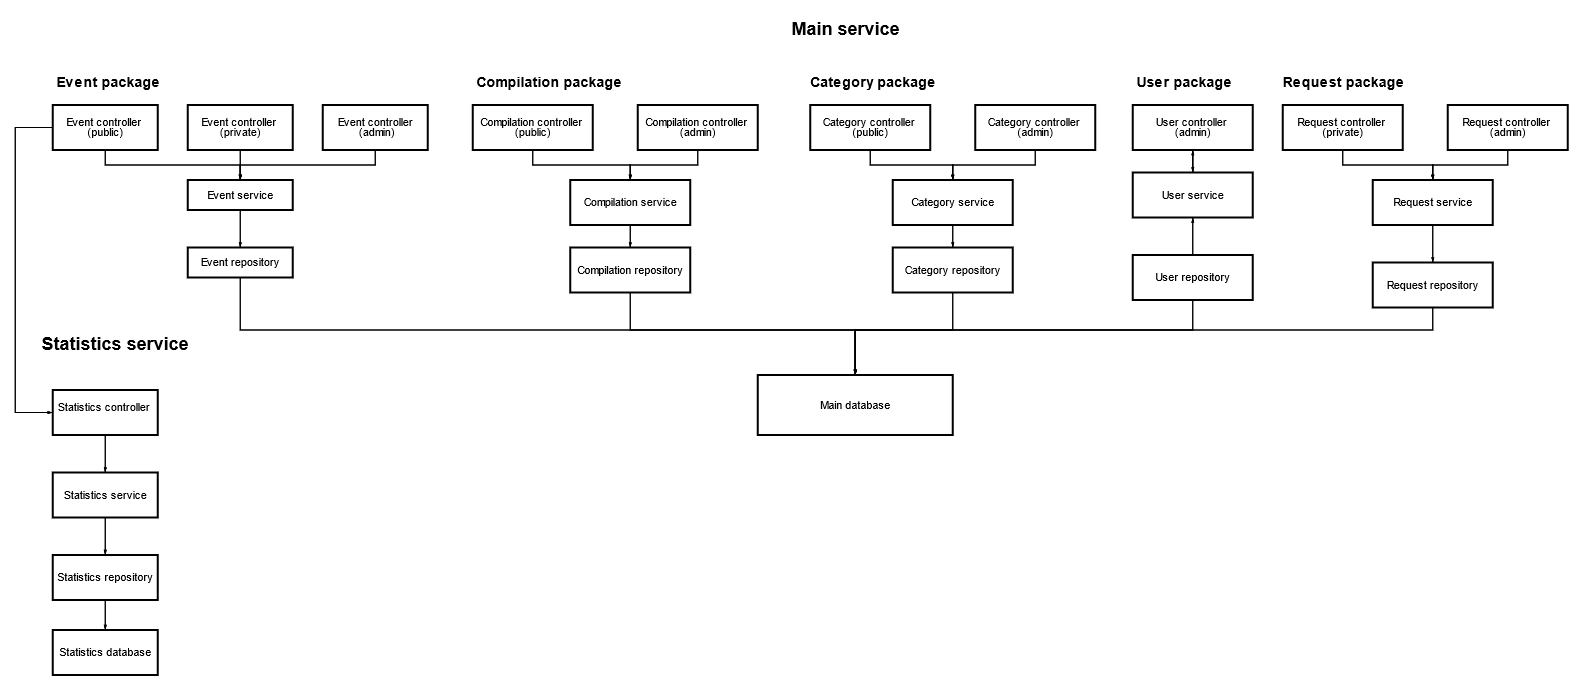 Main service
Event package
Compilation package
Category package
User package
Request package
Event controller
(public)
Event controller
(private)
Event controller
(admin)
Compilation controller
(public)
Compilation controller
(admin)
Category controller
(public)
Category controller
(admin)
User controller
(admin)
Request controller
(private)
Request controller
(admin)
Event service
Compilation service
Category service
User service
Request service
Event repository
Compilation repository
Category repository
User repository
Request repository
Main database
Statistics service
Statistics controller
Statistics service
Statistics repository
Statistics database